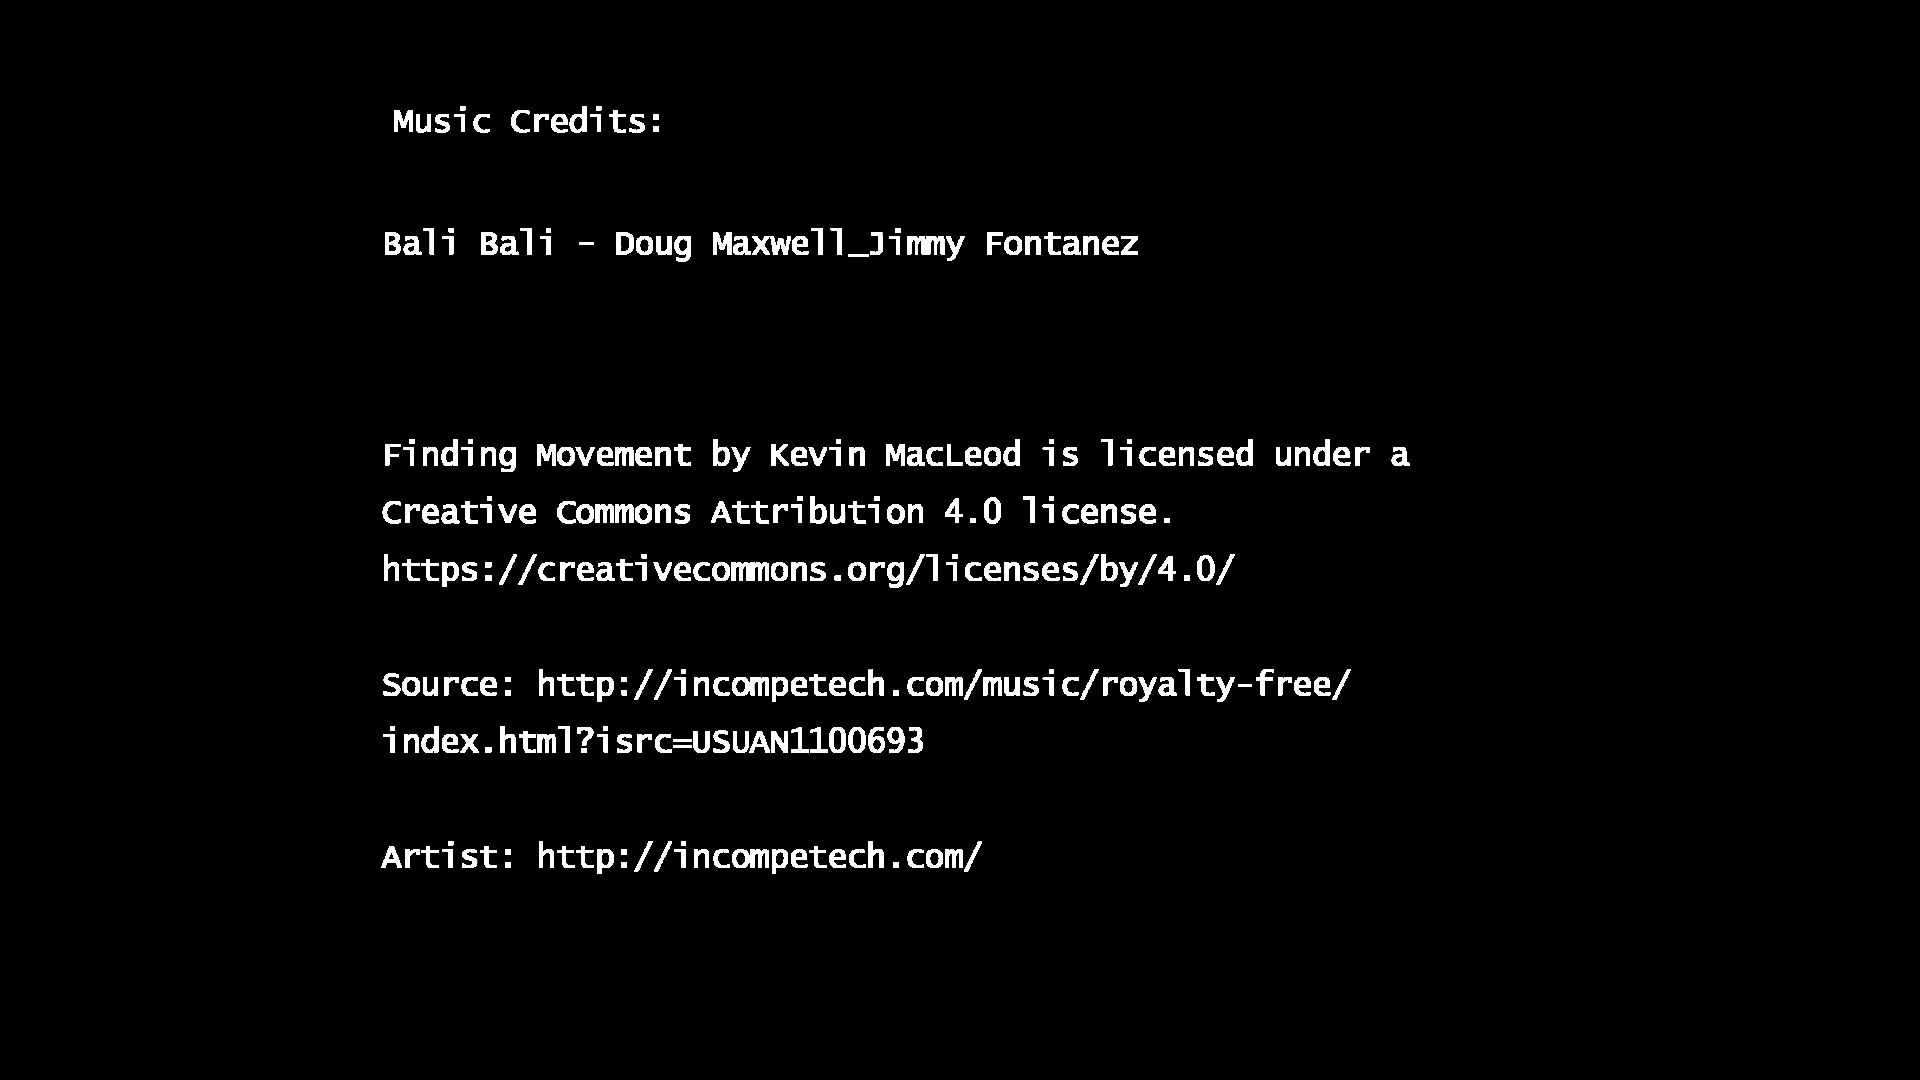 Music Credits:
Bali Bali - Doug Maxwell_Jimmy Fontanez
Finding Movement by Kevin MacLeod is licensed under a
Creative Commons Attribution 4.0 license.
https://creativecommons.org/licenses/by/4.0/
Source: http://incompetech.com/music/royalty-free/
index.html?isrc=USUAN1100693
Artist: http://incompetech.com/